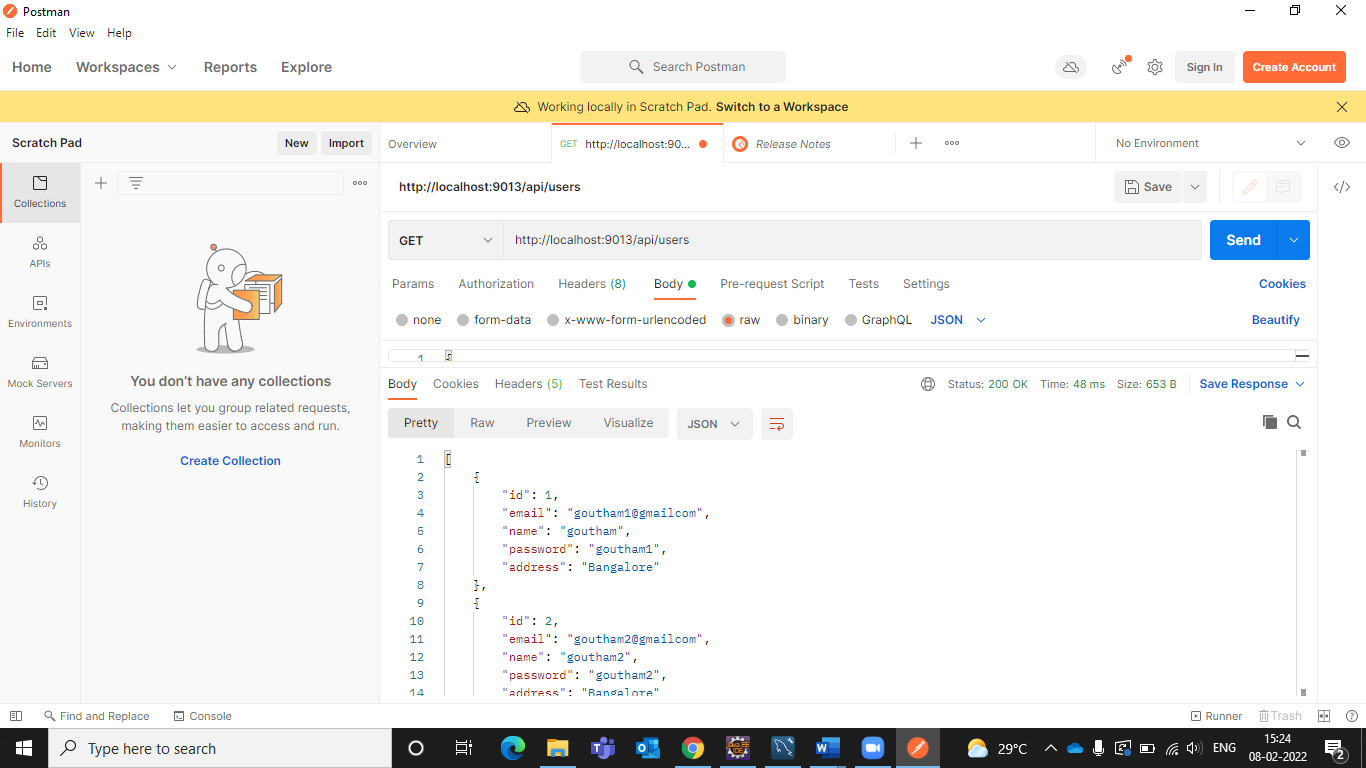 Postman
File Edit View Help
Home Workspaces Reports Explore Search Postman Sign In Create Account
Working locally in Scratch Pad. Switch to a Workspace
Scratch Pad New Import Overview GET http://localhost:90... Release Notes No Environment
http://localhost:9013/api/users Save
Collections
GET http://localhost:9013/api/users Send
APIs
Params Authorization Headers (8) Body Pre-request Script Tests Settings Cookies
none form-data x-www-form-urlencoded raw binary GraphQL JSON Beautify
Environments
1 {
Mock Servers
You don't have any collections
Collections let you group related requests,
making them easier to access and run.
Create Collection
Monitors
History
Body Cookies Headers (5) Test Results Status: 200 OK Time: 48 ms Size: 653 B Save Response
Pretty Raw Preview Visualize JSON
1 [
2 {
3 "id": 1,
4 "email": "goutham1@gmailcom",
5 "name": "goutham",
6 "password": "goutham1",
7 "address": "Bangalore"
8 },
9 {
10 "id": 2,
11 "email": "goutham2@gmailcom",
12 "name": "goutham2",
13 "password": "goutham2",
14 "address": "Bangalore"
Find and Replace Console Runner Trash
Type here to search 29°C ENG 15:24
08-02-2022 2